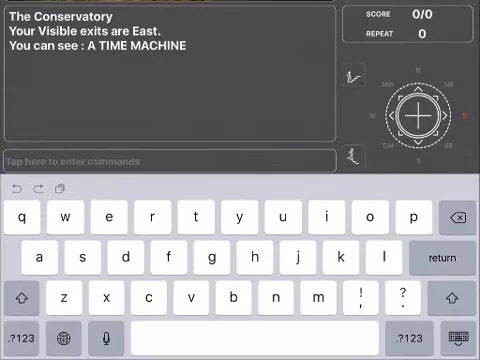 The Conservatory
Your Visible exits are East.
You can see : A TIME MACHINE
SCORE 0/0
REPEAT 0
N
NW NE
W E
SW SE
S
Tap here to enter commands
q w e r t y u i o p
a s d f g h j k l return
z x c v b n m ! , ? .
.?123 .?123